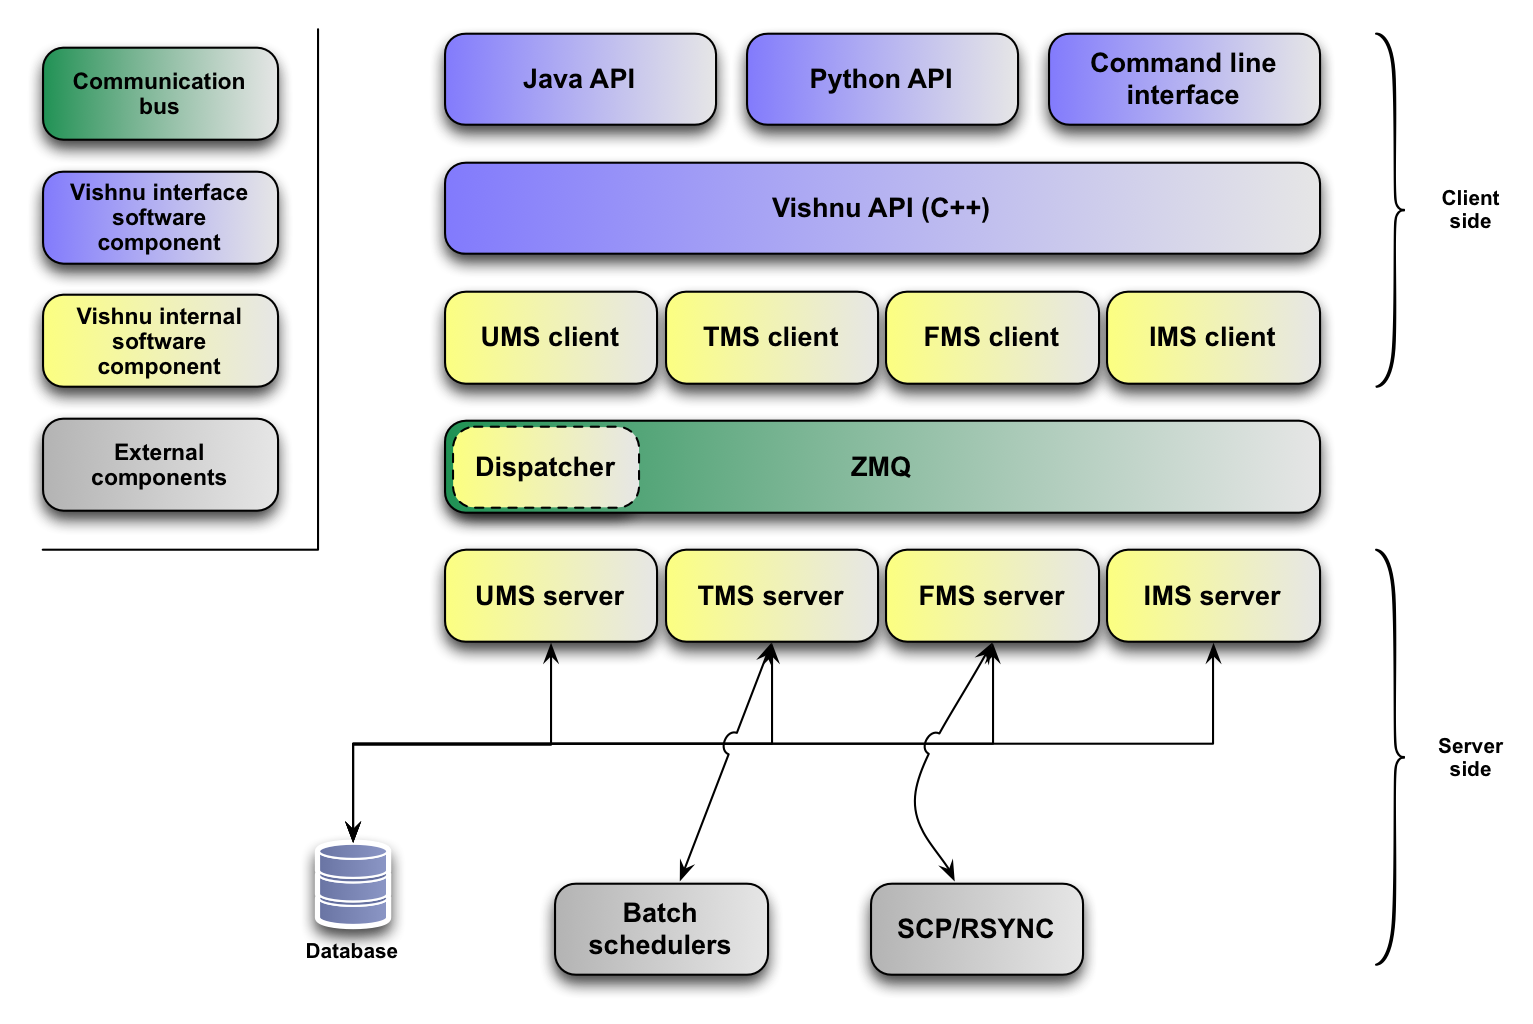 Communication
bus
Vishnu interface
software
component
Vishnu internal
software
component
External
components
Java API
Python API
Command line
interface
Vishnu API (C++)
UMS client
TMS client
FMS client
IMS client
Client
side
Dispatcher
ZMQ
UMS server
TMS server
FMS server
IMS server
Server
side
Database
Batch
schedulers
SCP/RSYNC